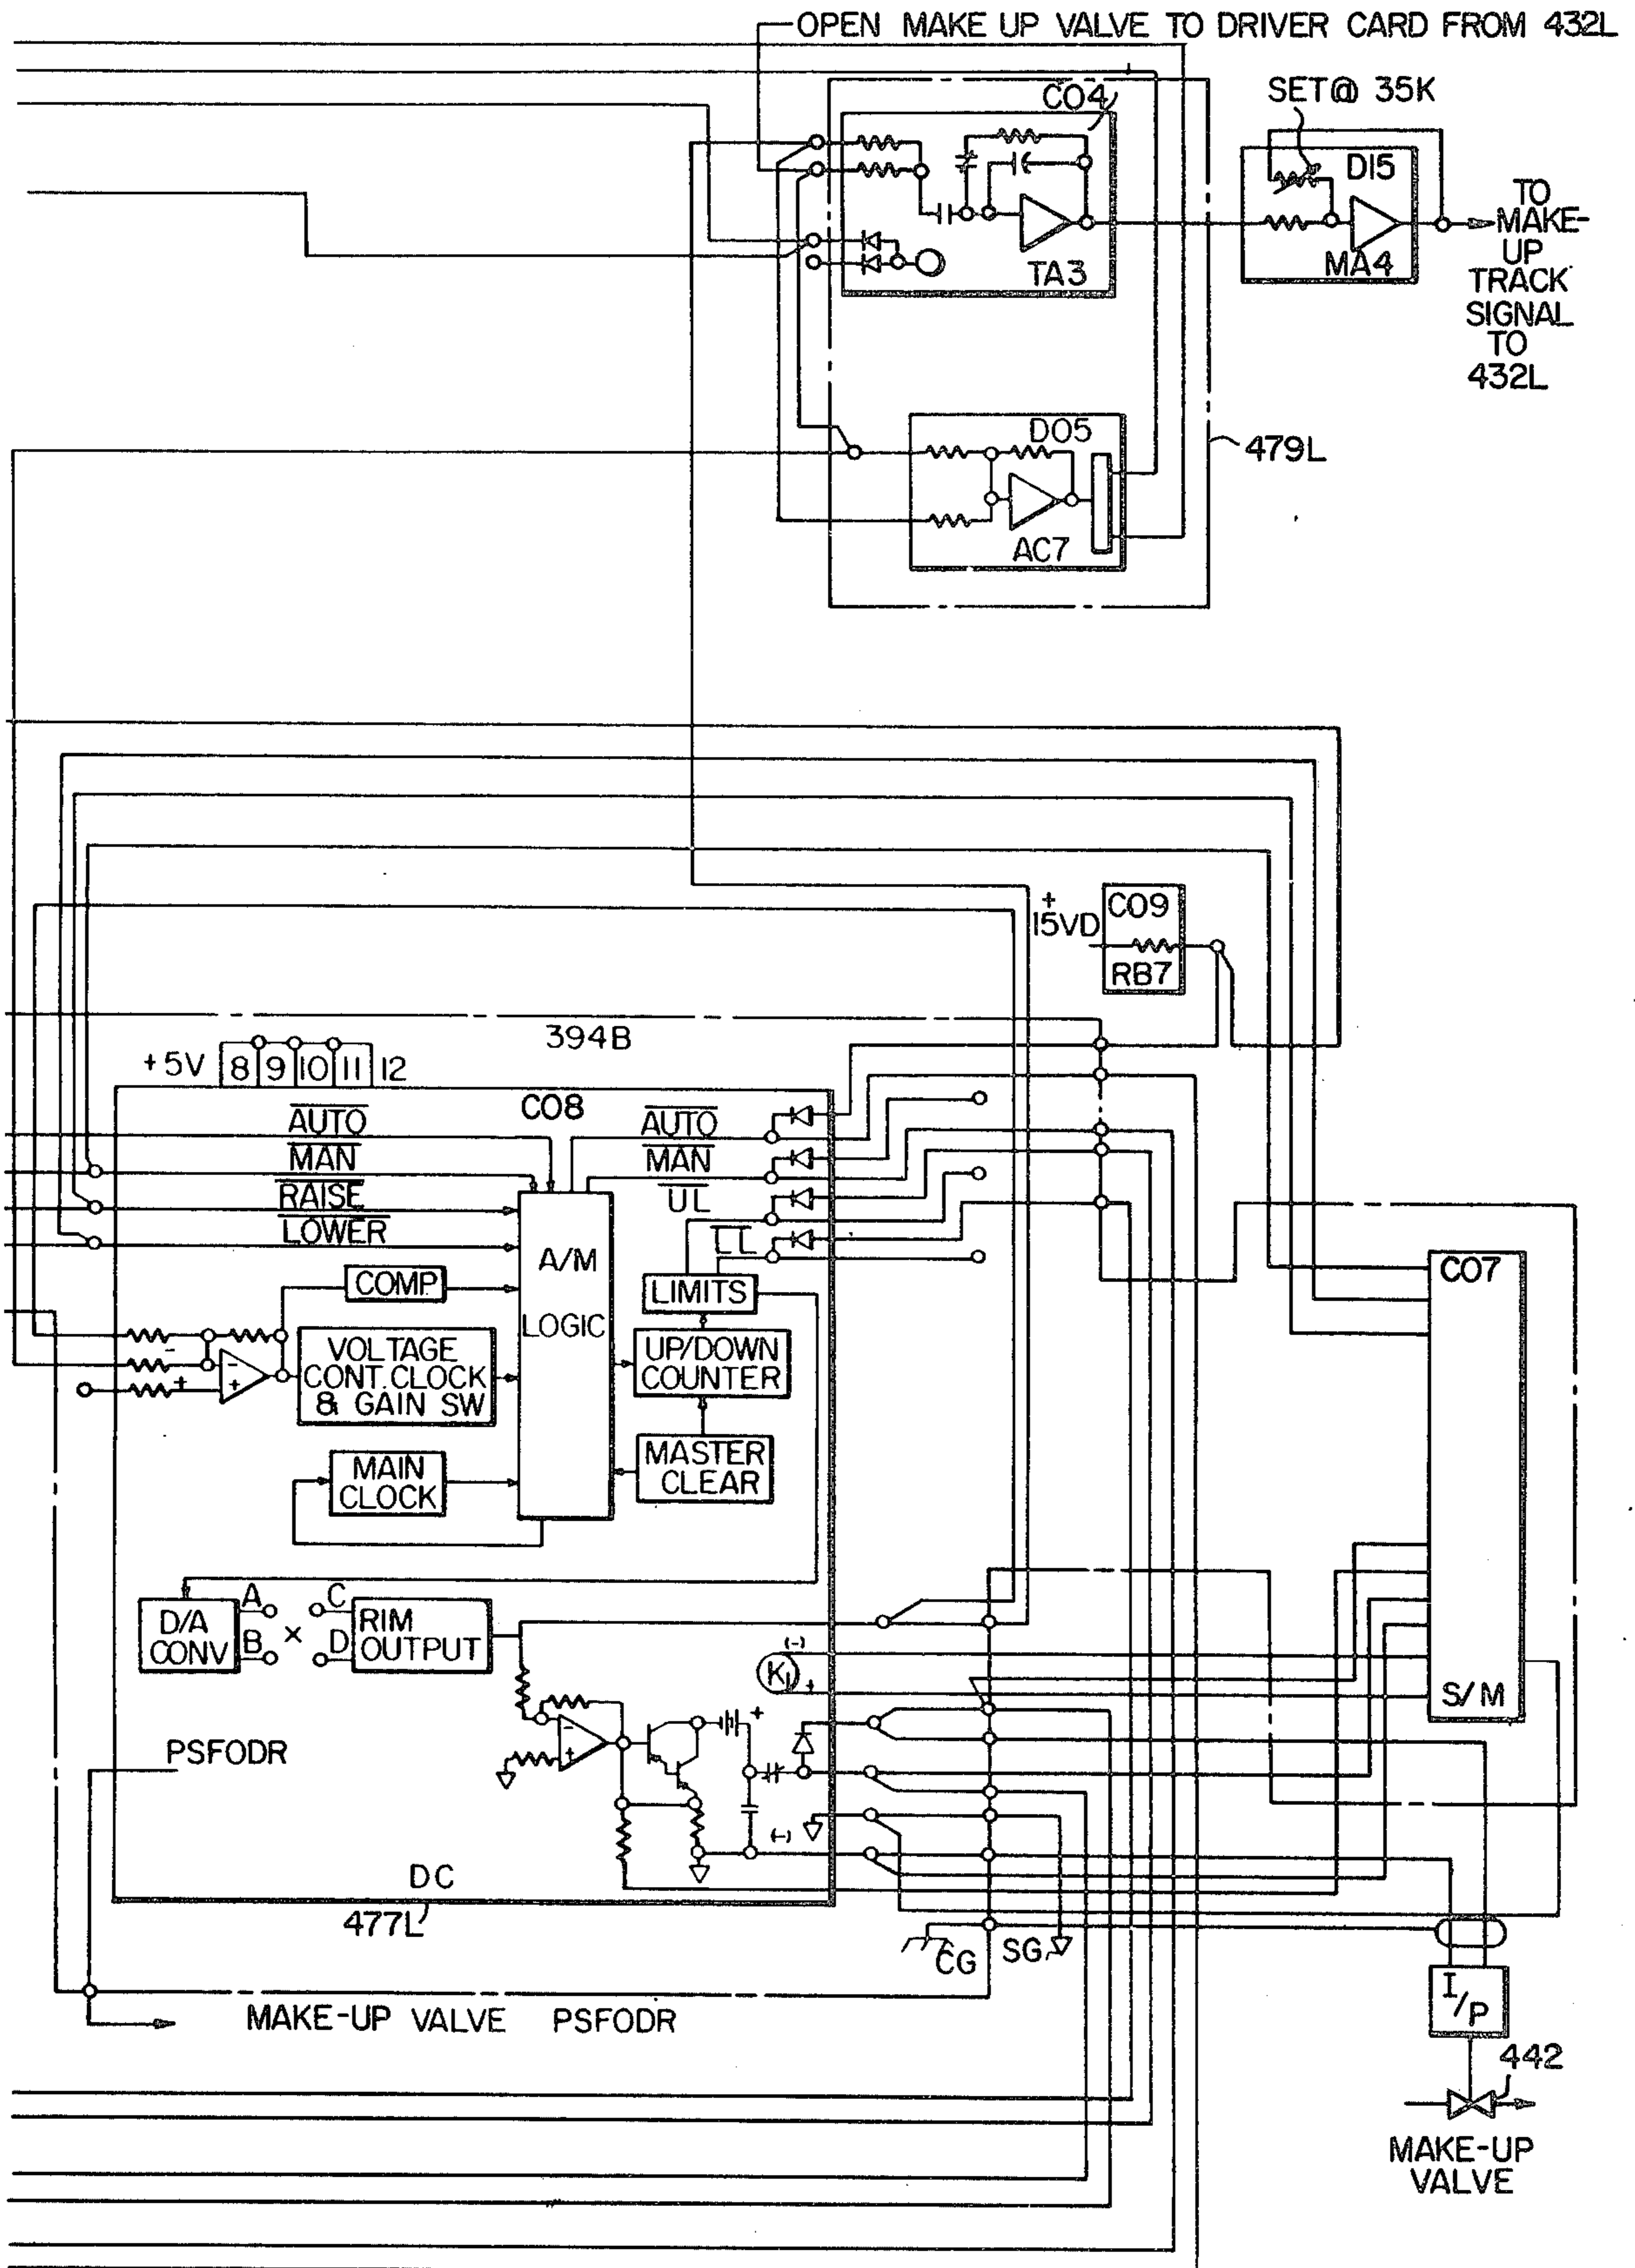 OPEN MAKE UP VALVE TO DRIVER CARD FROM 432L
CO4
SET@ 35K
D15
TA3
MA4
TO
MAKE-
UP
TRACK
SIGNAL
TO
432L
DO5
479L
AC7
+
15VD
CO9
RB7
394B
+5V 8 9 10 11 12
CO8
AUTO
MAN
RAISE
LOWER
AUTO
MAN
UL
LL
A/M
LOGIC
COMP.
LIMITS
VOLTAGE
CONT. CLOCK
& GAIN SW
UP/DOWN
COUNTER
-
-
+
+
MAIN
CLOCK
MASTER
CLEAR
CO7
S/M
D/A
CONV
A
B
X
C
D
RIM
OUTPUT
(-)
K1
+
-
+
+
PSFODR
(-)
DC
477L
CG
SG
I/P
MAKE-UP VALVE PSFODR
442
MAKE-UP
VALVE